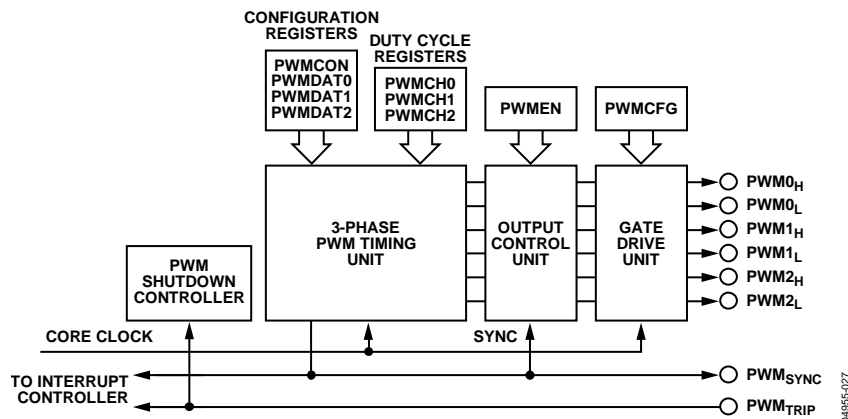 CONFIGURATION
REGISTERS
DUTY CYCLE
REGISTERS
PWMCON
PWMDAT0
PWMDAT1
PWMDAT2
PWMCH0
PWMCH1
PWMCH2
PWMEN
PWMCFG
3-PHASE
PWM TIMING
UNIT
OUTPUT
CONTROL
UNIT
GATE
DRIVE
UNIT
PWM0H
PWM0L
PWM1H
PWM1L
PWM2H
PWM2L
PWM
SHUTDOWN
CONTROLLER
CORE CLOCK
SYNC
TO INTERRUPT
CONTROLLER
PWMSYNC
PWMTRIP
04955-027